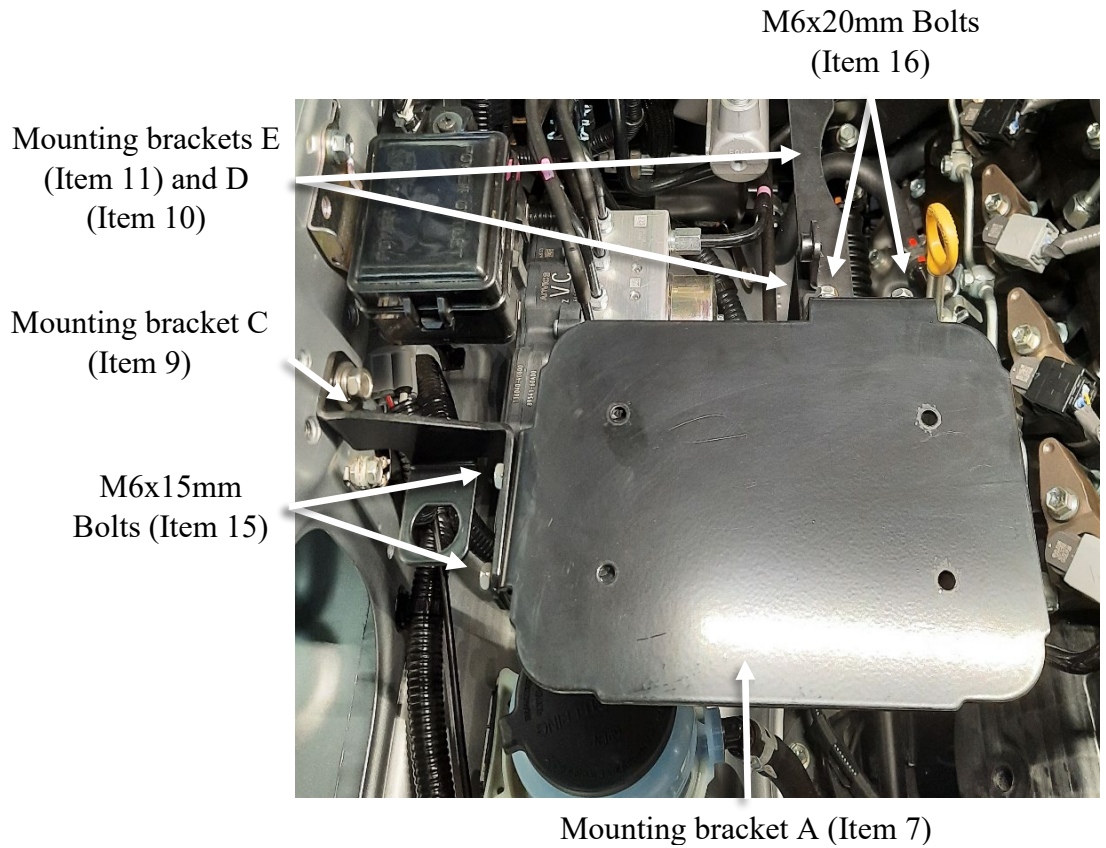 M6x20mm Bolts
(Item 16)
Mounting brackets E
(Item 11) and D
(Item 10)
Mounting bracket C
(Item 9)
M6x15mm
Bolts (Item 15)
Mounting bracket A (Item 7)
VC